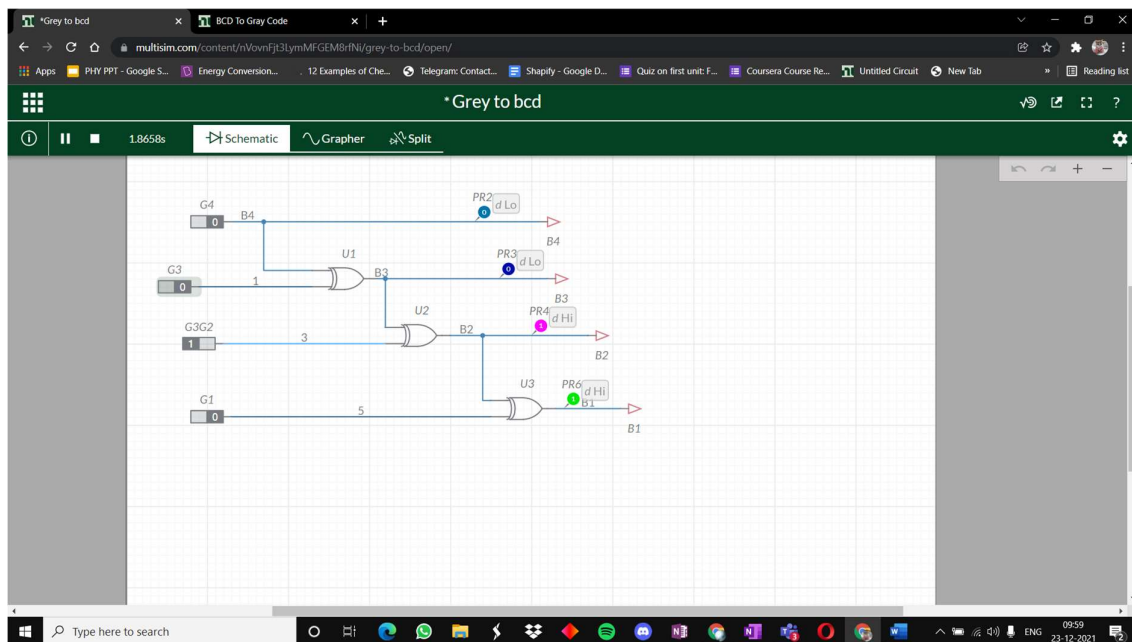 *Grey to bcd
BCD To Gray Code
multisim.com/content/nVovnFjt3LymMFGEM8rfNi/grey-to-bcd/open/
Apps
PHY PPT - Google S...
Energy Conversion...
12 Examples of Che...
Telegram: Contact...
Shapify - Google D...
Quiz on first unit: F...
Coursera Course Re...
Untitled Circuit
New Tab
»
Reading list
* Grey to bcd
1.8658s
Schematic
Grapher
Split
G4
0
B4
PR2
0
d Lo
B4
G3
0
1
U1
B3
PR3
0
d Lo
B3
G3G2
1
3
U2
B2
PR4
1
d Hi
B2
G1
0
5
U3
PR6
1
d Hi
B1
B1
Type here to search
ENG
09:59
23-12-2021
2